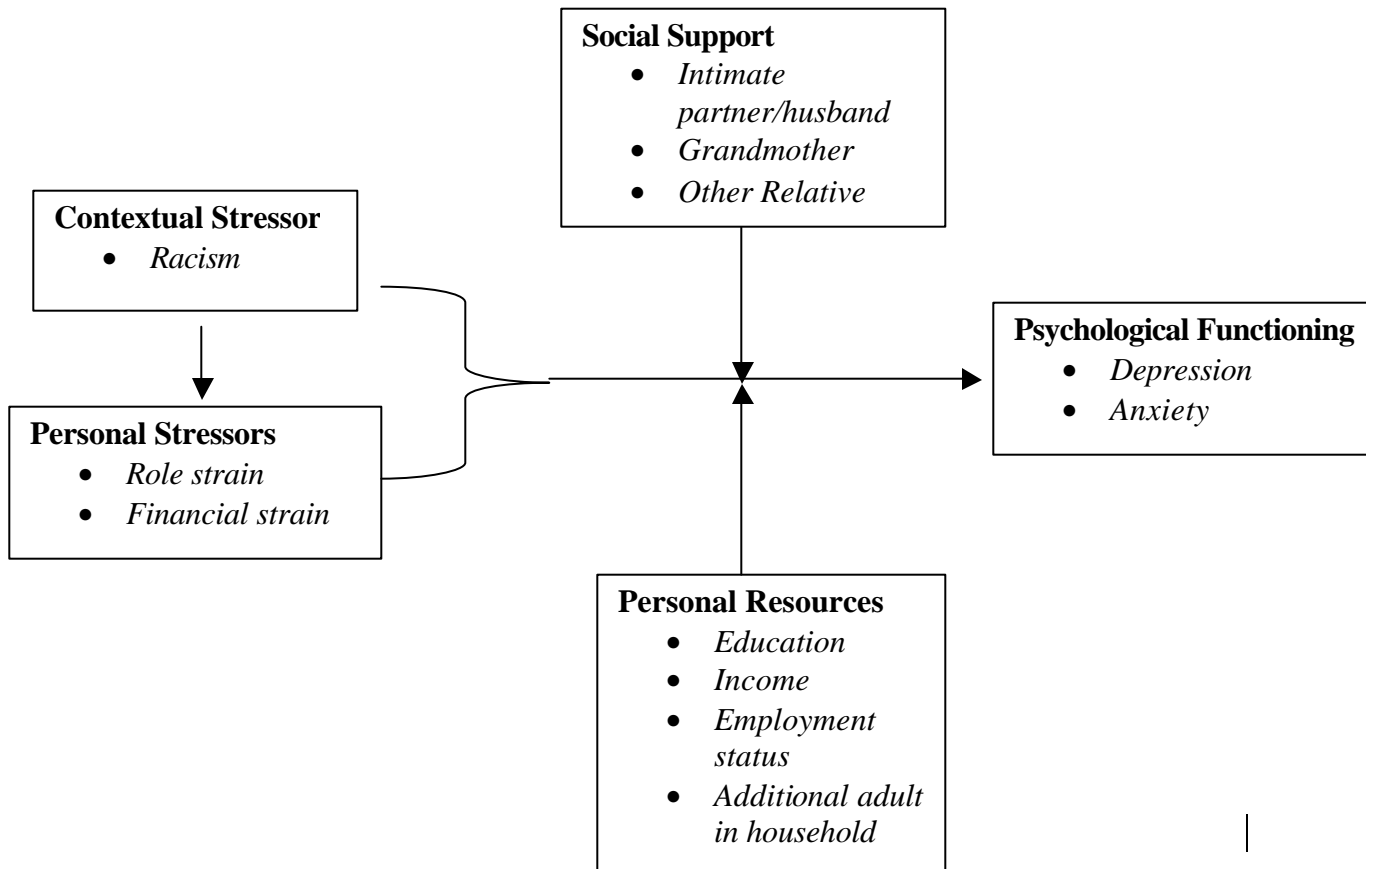 Social Support
• Intimate
partner/husband
• Grandmother
• Other Relative
Contextual Stressor
• Racism
Psychological Functioning
• Depression
• Anxiety
Personal Stressors
• Role strain
• Financial strain
Personal Resources
• Education
• Income
• Employment
status
• Additional adult
in household